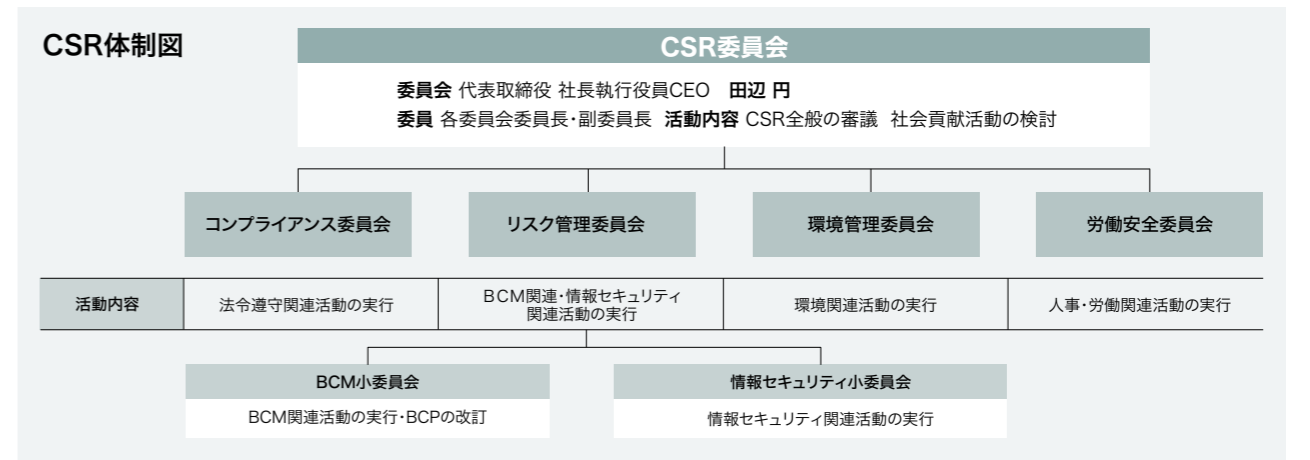 CSR体制図
CSR委員会
委員会 代表取締役 社長執行役員CEO 田辺 円
委員 各委員会委員長・副委員長 活動内容 CSR全般の審議 社会貢献活動の検討
コンプライアンス委員会
リスク管理委員会
環境管理委員会
労働安全委員会
活動内容
法令遵守関連活動の実行
BCM関連・情報セキュリティ
関連活動の実行
環境関連活動の実行
人事・労働関連活動の実行
BCM小委員会
BCM関連活動の実行・BCPの改訂
情報セキュリティ小委員会
情報セキュリティ関連活動の実行